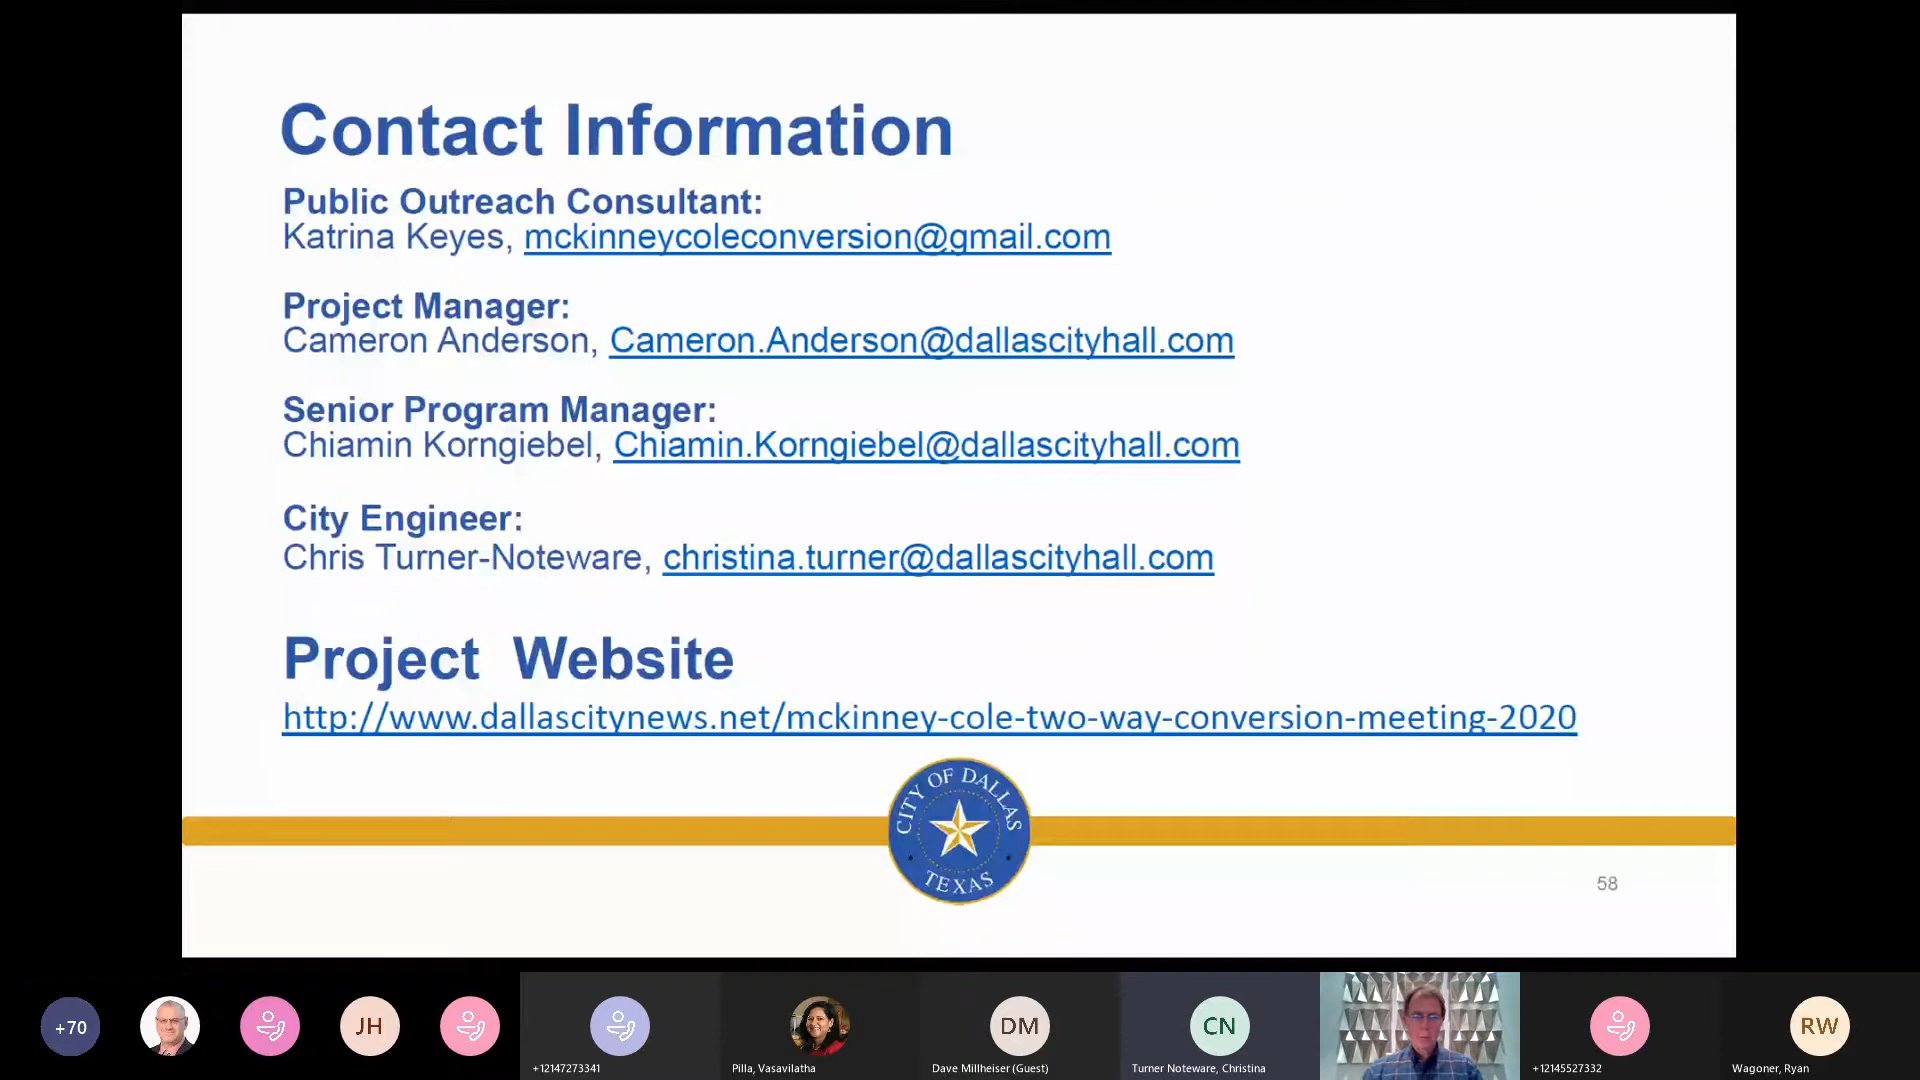 Contact Information
Public Outreach Consultant:
Katrina Keyes, mckinneycoleconversion@gmail.com
Project Manager:
Cameron Anderson, Cameron.Anderson@dallascityhall.com
Senior Program Manager:
Chiamin Korngiebel, Chiamin.Korngiebel@dallascityhall.com
City Engineer:
Chris Turner-Noteware, christina.turner@dallascityhall.com
Project Website
http://www.dallascitynews.net/mckinney-cole-two-way-conversion-meeting-2020
CITY OF DALLAS
TEXAS
58
+70
JH
DM
CN
RW
+12147273341
Pilla, Vasavilatha
Dave Millheiser (Guest)
Turner Noteware, Christina
+12145527332
Wagoner, Ryan